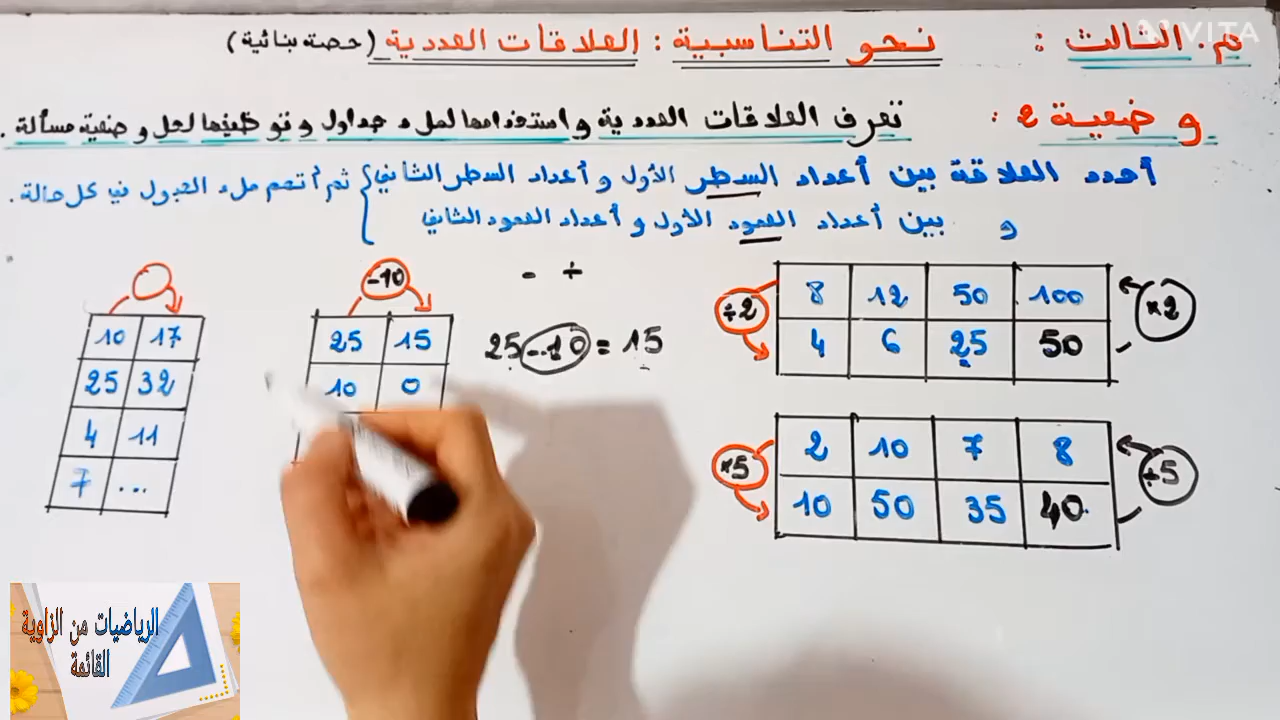 م. الثالث : نحو التناسبية : العلاقات العددية (حصة بنائية)
VITA
وضعية 2 : تعرف العلاقات العددية واستخدامها لملء جداول وتوظيفها لحل وضعية مسألة.
أحدد العلاقة بين أعداد السطر الأول و أعداد السطر الثاني } ثم أتمم ملء الجدول في كل حالة.
و بين أعداد العمود الأول و أعداد العمود الثاني
- +
÷2
8 12 50 100
4 6 25 50
×2
×5
2 10 7 8
10 50 35 40
÷5
-10
25 15
10 0
25 - 10 = 15
10 17
25 32
4 11
7 ...
الرياضيات من الزاوية
القائمة